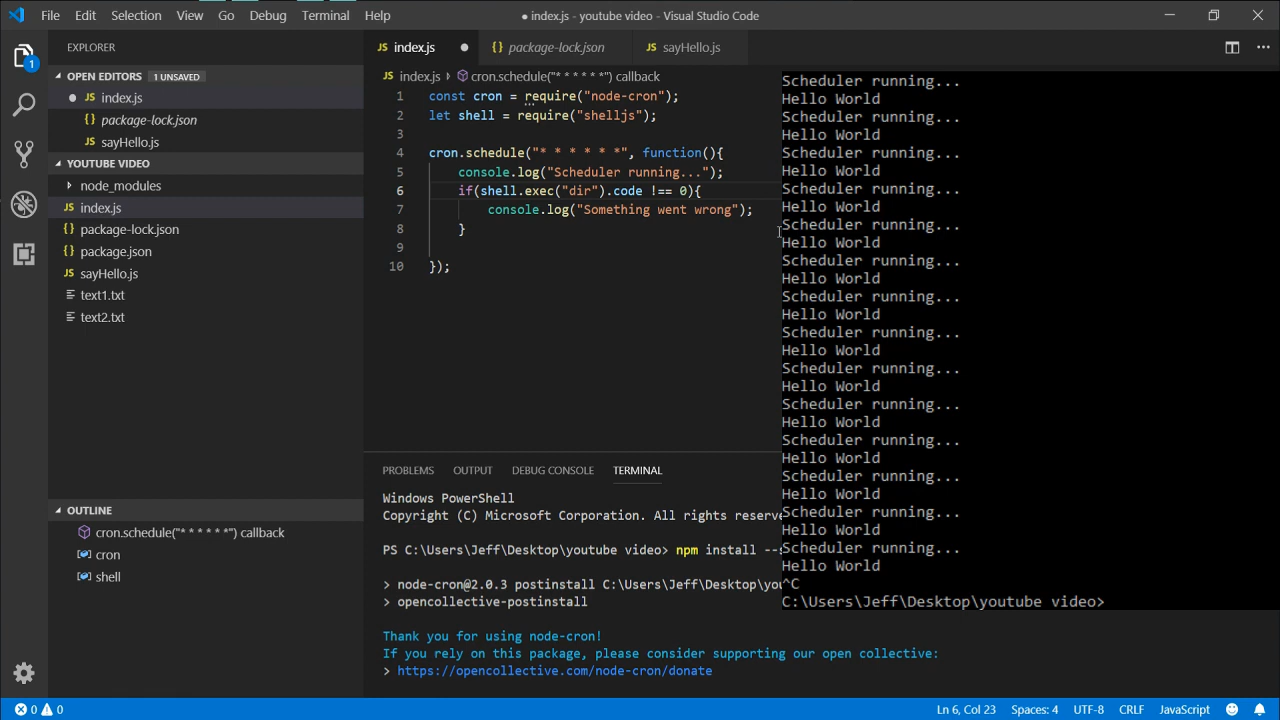 File Edit Selection View Go Debug Terminal Help
● index.js - youtube video - Visual Studio Code
EXPLORER
OPEN EDITORS 1 UNSAVED
JS index.js
{} package-lock.json
JS sayHello.js
YOUTUBE VIDEO
node_modules
JS index.js
{} package-lock.json
{} package.json
JS sayHello.js
text1.txt
text2.txt
OUTLINE
cron.schedule("* * * * * *") callback
cron
shell
JS index.js ● {} package-lock.json JS sayHello.js
JS index.js › cron.schedule("* * * * * *") callback
1 const cron = require("node-cron");
2 let shell = require("shelljs");
3
4 cron.schedule("* * * * * *", function(){
5 console.log("Scheduler running...");
6 if(shell.exec("dir").code !== 0){
7 console.log("Something went wrong");
8 }
9
10 });
PROBLEMS OUTPUT DEBUG CONSOLE TERMINAL
Windows PowerShell
Copyright (C) Microsoft Corporation. All rights reserve
PS C:\Users\Jeff\Desktop\youtube video> npm install --s
> node-cron@2.0.3 postinstall C:\Users\Jeff\Desktop\you
> opencollective-postinstall
Thank you for using node-cron!
If you rely on this package, please consider supporting our open collective:
> https://opencollective.com/node-cron/donate
Scheduler running...
Hello World
Scheduler running...
Hello World
Scheduler running...
Hello World
Scheduler running...
Hello World
Scheduler running...
Hello World
Scheduler running...
Hello World
Scheduler running...
Hello World
Scheduler running...
Hello World
Scheduler running...
Hello World
Scheduler running...
Hello World
Scheduler running...
Hello World
Scheduler running...
Hello World
Scheduler running...
Hello World
Scheduler running...
Hello World
^C
C:\Users\Jeff\Desktop\youtube video>
1
0 0
Ln 6, Col 23 Spaces: 4 UTF-8 CRLF JavaScript